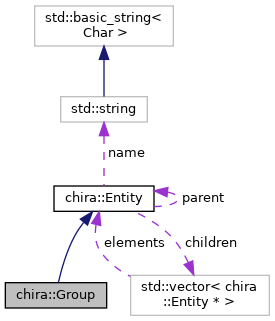 std::basic_string<
Char >
std::string
name
chira::Entity
parent
elements
children
chira::Group
std::vector< chira
::Entity * >